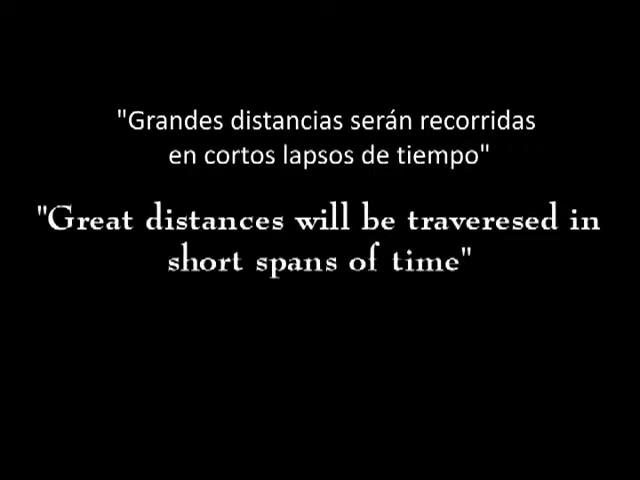 "Grandes distancias serán recorridas
en cortos lapsos de tiempo"
"Great distances will be traveresed in
short spans of time"